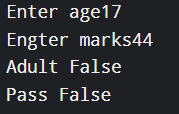 Enter age17
Engter marks44
Adult False
Pass False